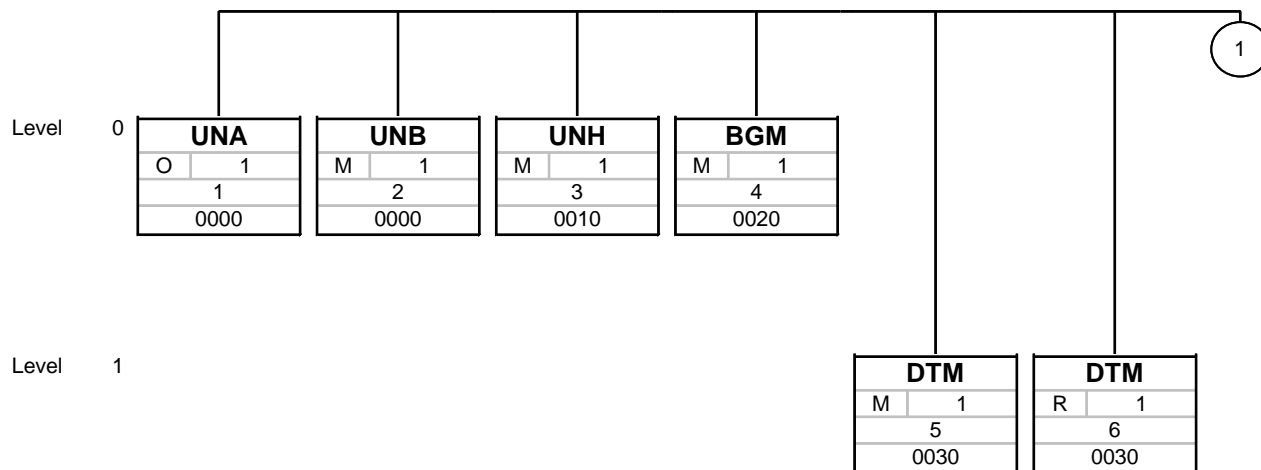 1
Level 0
UNA UNB UNH BGM
O 1 M 1 M 1 M 1
1 2 3 4
0000 0000 0010 0020
Level 1
DTM DTM
M 1 R 1
5 6
0030 0030